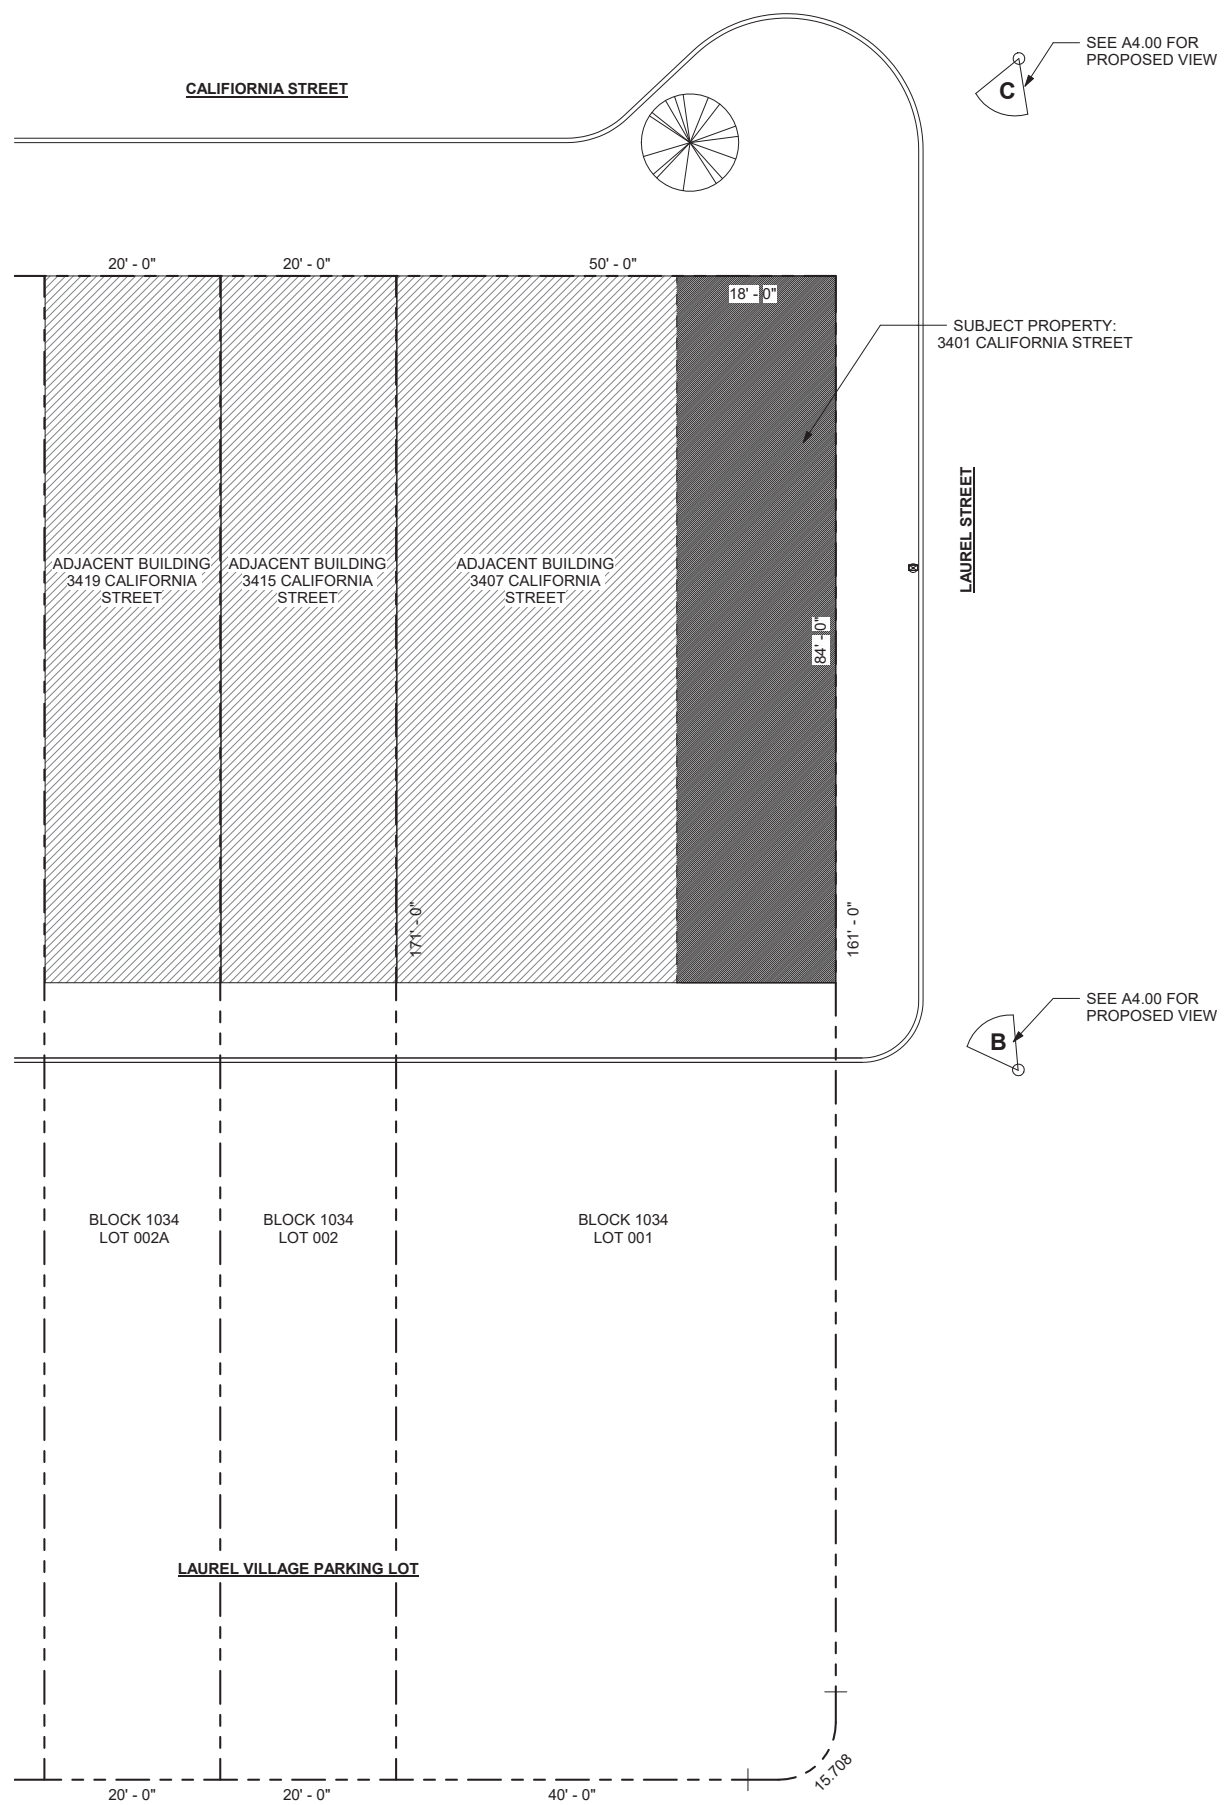 SEE A4.00 FOR
PROPOSED VIEW
C
CALIFIORNIA STREET
20' - 0"
20' - 0"
50' - 0"
18' - 0"
SUBJECT PROPERTY:
3401 CALIFORNIA STREET
LAUREL STREET
ADJACENT BUILDING
3419 CALIFORNIA
STREET
ADJACENT BUILDING
3415 CALIFORNIA
STREET
ADJACENT BUILDING
3407 CALIFORNIA
STREET
84' - 0"
171' - 0"
161' - 0"
SEE A4.00 FOR
PROPOSED VIEW
B
BLOCK 1034
LOT 002A
BLOCK 1034
LOT 002
BLOCK 1034
LOT 001
LAUREL VILLAGE PARKING LOT
15.708
20' - 0"
20' - 0"
40' - 0"